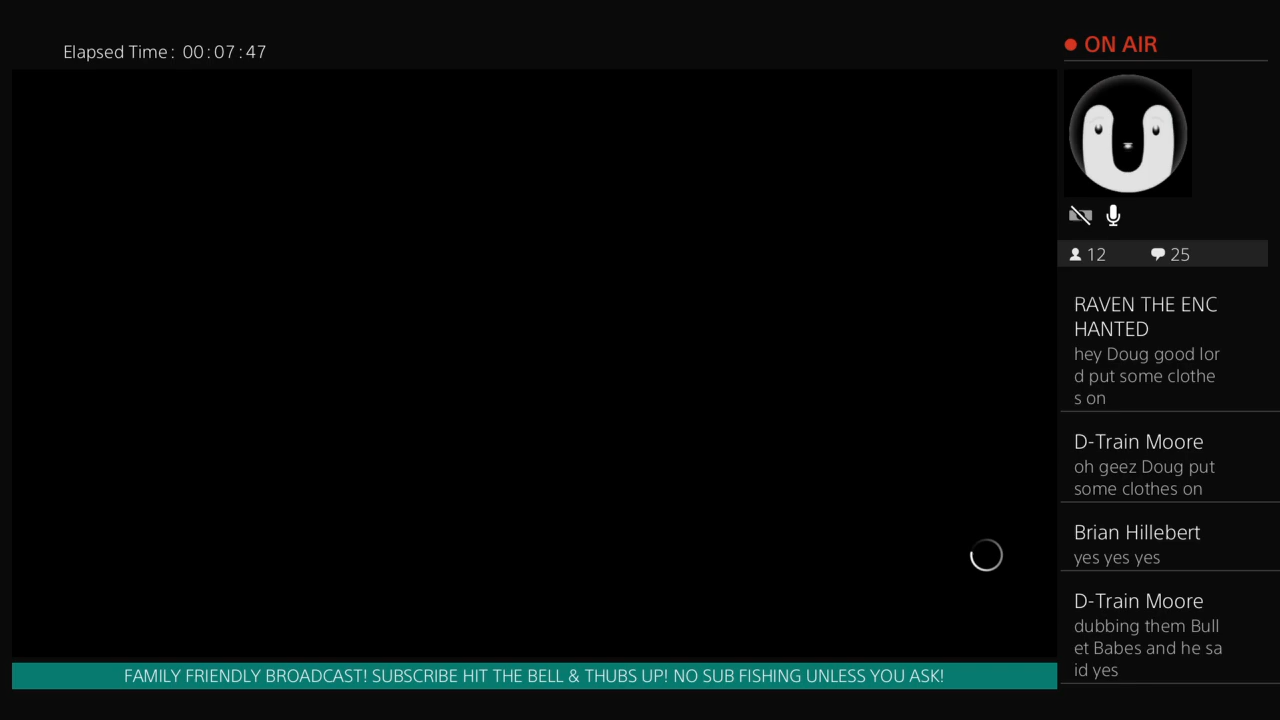 Elapsed Time: 00:07:47
ON AIR
12 25
RAVEN THE ENC
HANTED
hey Doug good lor
d put some clothe
s on
D-Train Moore
oh geez Doug put
some clothes on
Brian Hillebert
yes yes yes
D-Train Moore
dubbing them Bull
et Babes and he sa
id yes
FAMILY FRIENDLY BROADCAST! SUBSCRIBE HIT THE BELL & THUBS UP! NO SUB FISHING UNLESS YOU ASK!